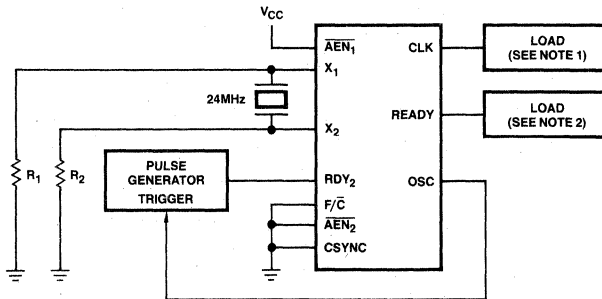 VCC
AEN1
CLK
LOAD
(SEE NOTE 1)
X1
24MHz
READY
LOAD
(SEE NOTE 2)
X2
R1
R2
PULSE
GENERATOR
TRIGGER
RDY2
OSC
F/C̅
A̅E̅N̅2
CSYNC